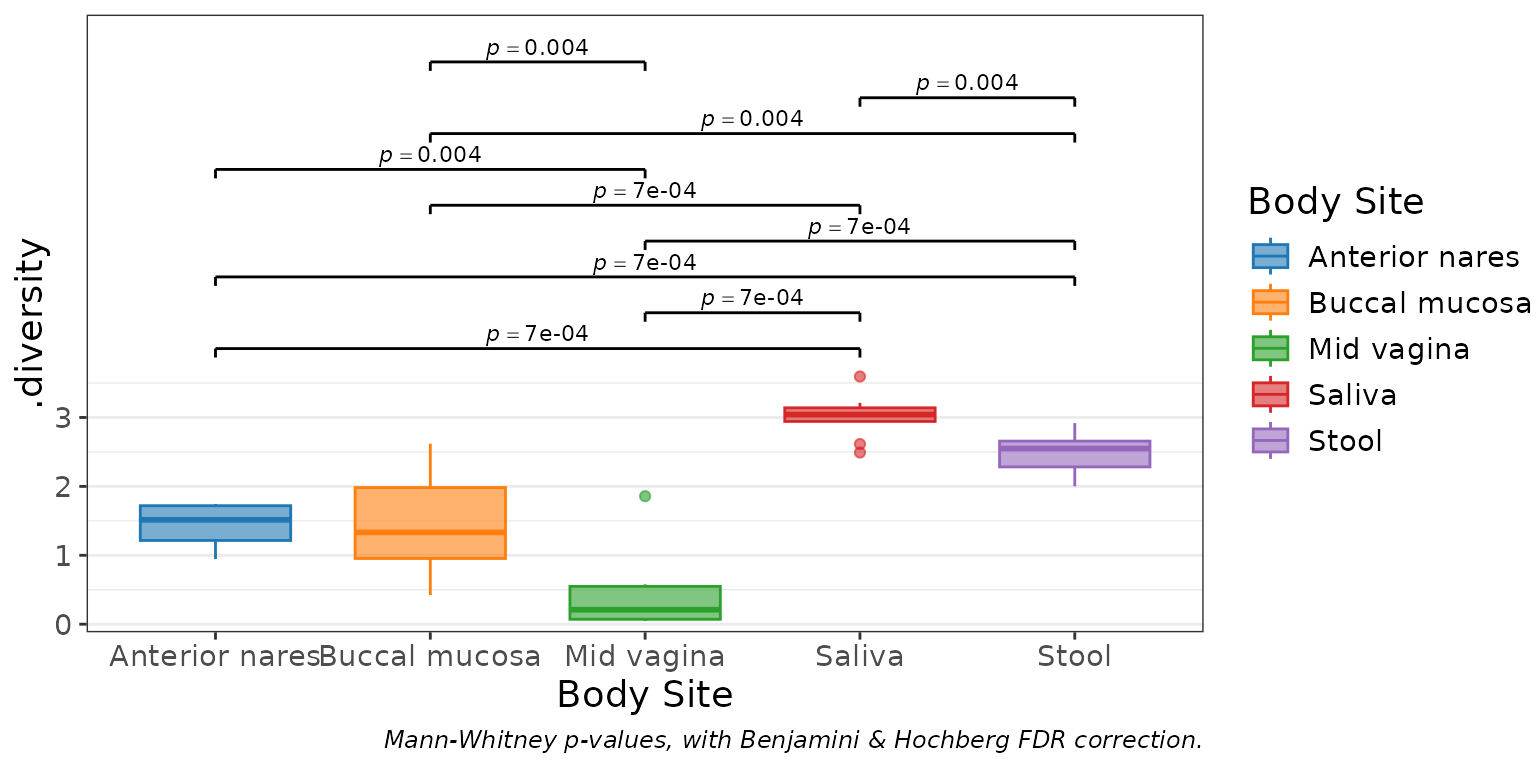 p = 0.004
p = 0.004
p = 0.004
p = 0.004
p = 7e-04
p = 7e-04
p = 7e-04
p = 7e-04
p = 7e-04
.diversity
3
2
1
0
Anterior nares Buccal mucosa Mid vagina Saliva Stool
Body Site
Mann-Whitney p-values, with Benjamini & Hochberg FDR correction.
Body Site
Anterior nares
Buccal mucosa
Mid vagina
Saliva
Stool